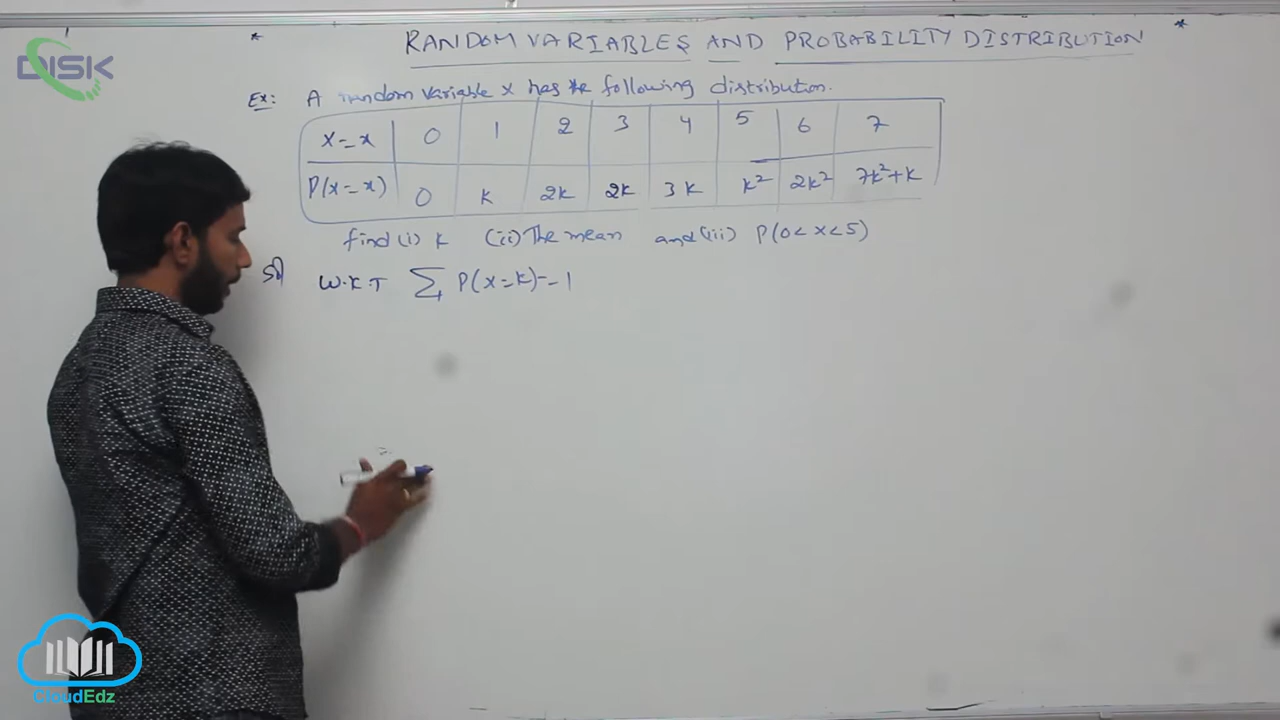 DISK
* RANDOM VARIABLES AND PROBABILITY DISTRIBUTION *
Ex: A random variable X has the following distribution.
X=x 0 1 2 3 4 5 6 7
P(X=x) 0 k 2k 2k 3k k² 2k² 7k²+k
find (i) k (ii) The mean and (iii) P(0<x<5)
Sol W.K.T ∑ P(X=k)=1
=
CloudEdz